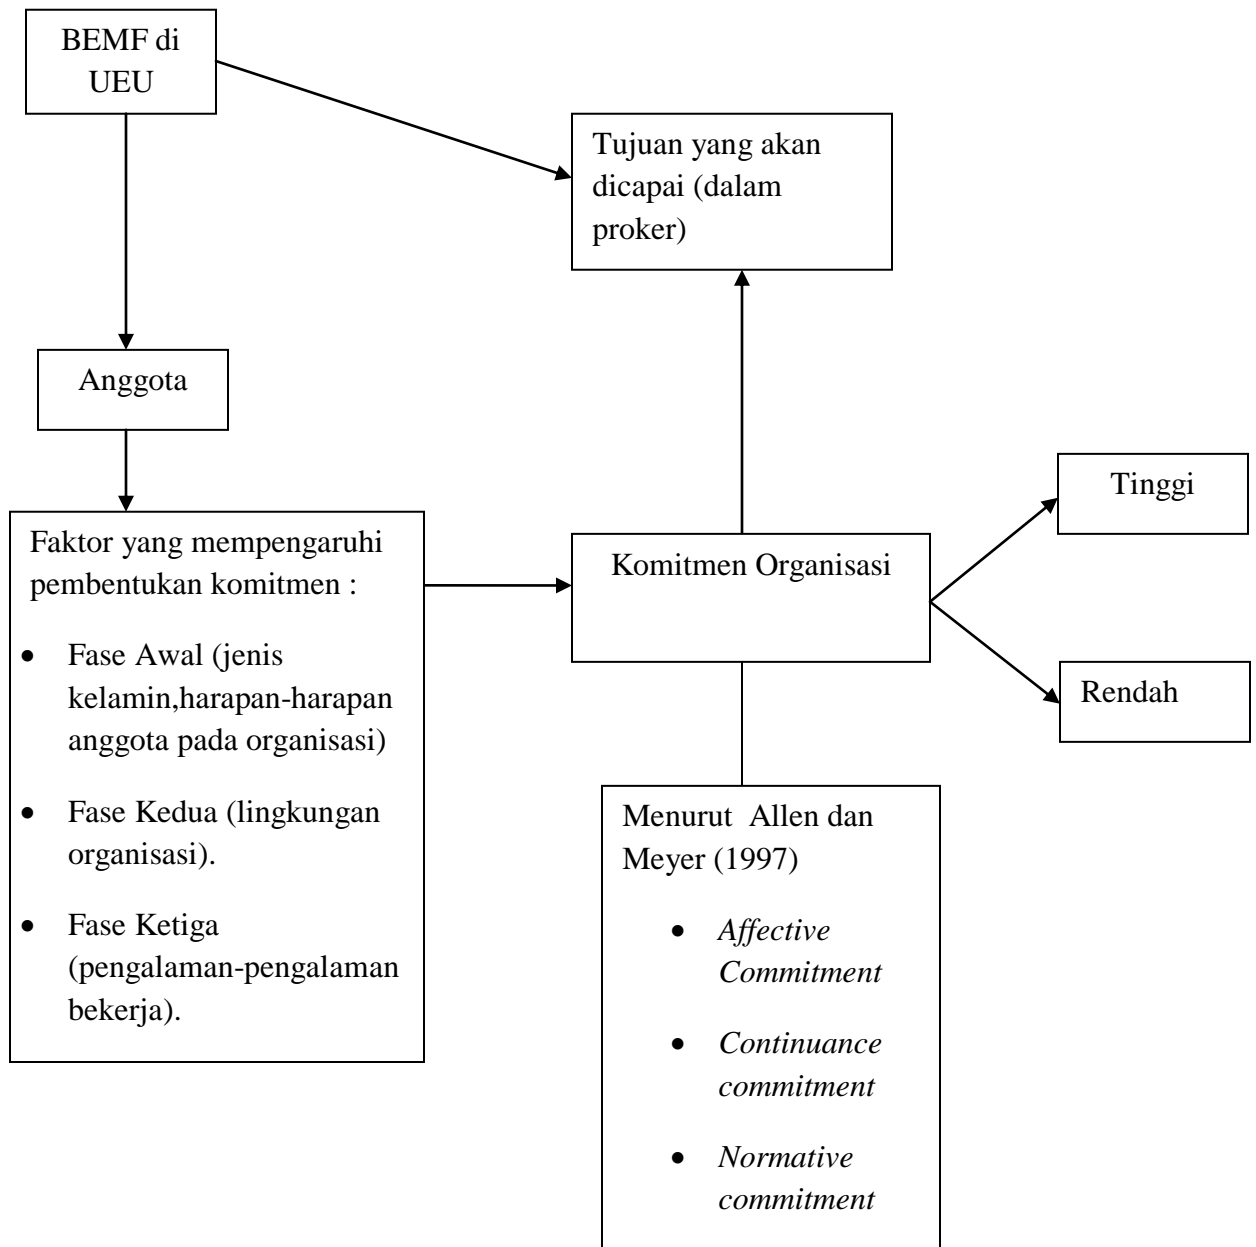 BEMF di
UEU
Tujuan yang akan
dicapai (dalam
proker)
Anggota
Faktor yang mempengaruhi
pembentukan komitmen :
• Fase Awal (jenis
kelamin,harapan-harapan
anggota pada organisasi)
• Fase Kedua (lingkungan
organisasi).
• Fase Ketiga
(pengalaman-pengalaman
bekerja).
Komitmen Organisasi
Tinggi
Rendah
Menurut Allen dan
Meyer (1997)
• Affective
Commitment
• Continuance
commitment
• Normative
commitment